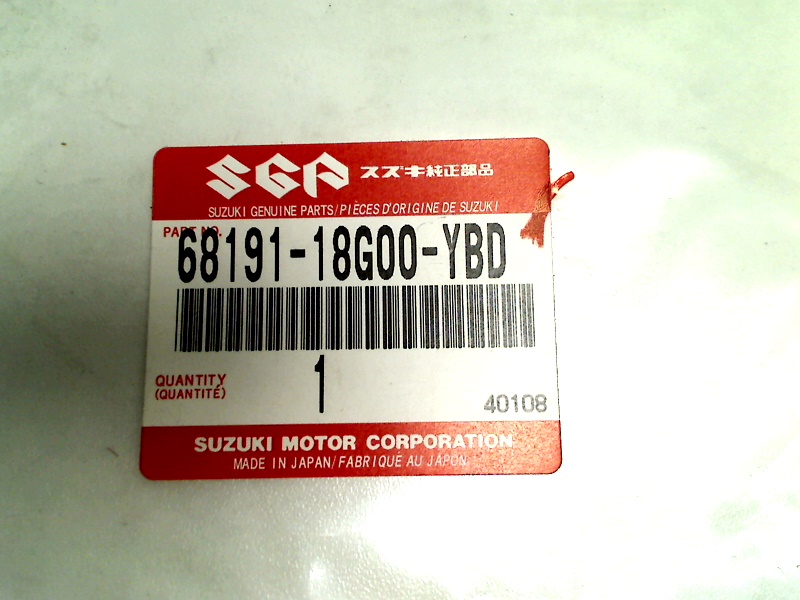 SGP スズキ純正部品
SUZUKI GENUINE PARTS/PIÈCES D'ORIGINE DE SUZUKI
PART NO.
68191-18G00-YBD
QUANTITY
(QUANTITÉ)
1
40108
SUZUKI MOTOR CORPORATION
MADE IN JAPAN/FABRIQUÉ AU JAPON